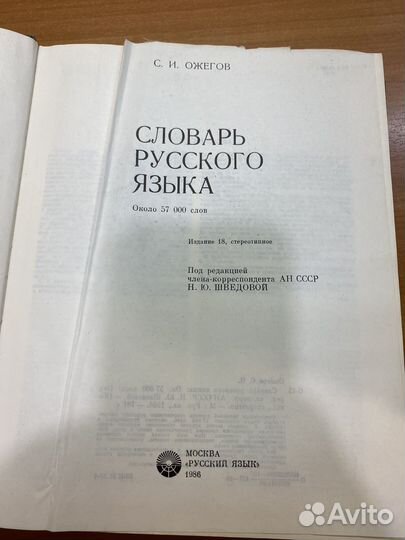 С. И. ОЖЕГОВ
СЛОВАРЬ
РУССКОГО
ЯЗЫКА
Около 57 000 слов
Издание 18, стереотипное
Под редакцией
члена-корреспондента АН СССР
Н. Ю. ШВЕДОВОЙ
МОСКВА
«РУССКИЙ ЯЗЫК»
1986
Avito